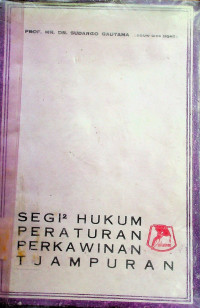 PROF. MR. DR. SUDARGO GAUTAMA
SEGI² HUKUM
PERATURAN
PERKAWINAN
TJAMPURAN